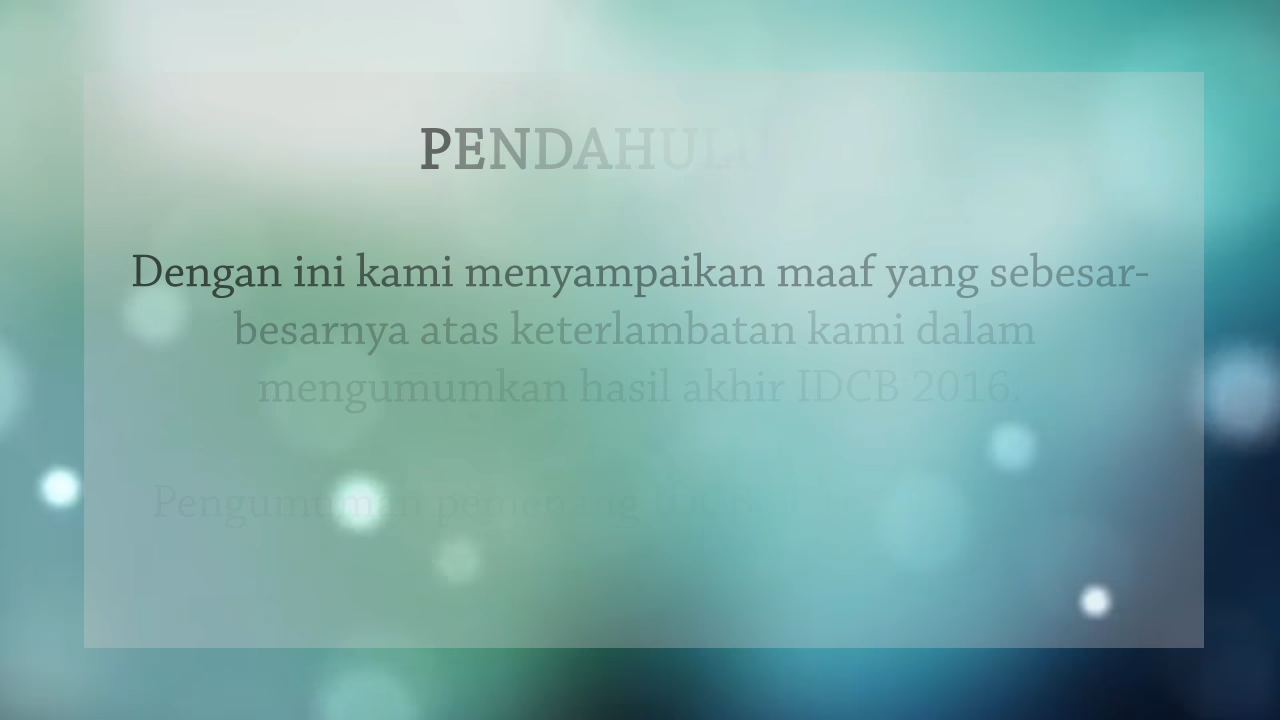 PENDAHULU
Dengan ini kami menyampaikan maaf yang sebesar-
besarnya atas keterlambatan kami dalam
mengumumkan hasil akhir IDCB 2016.
Pengumuman pemenang